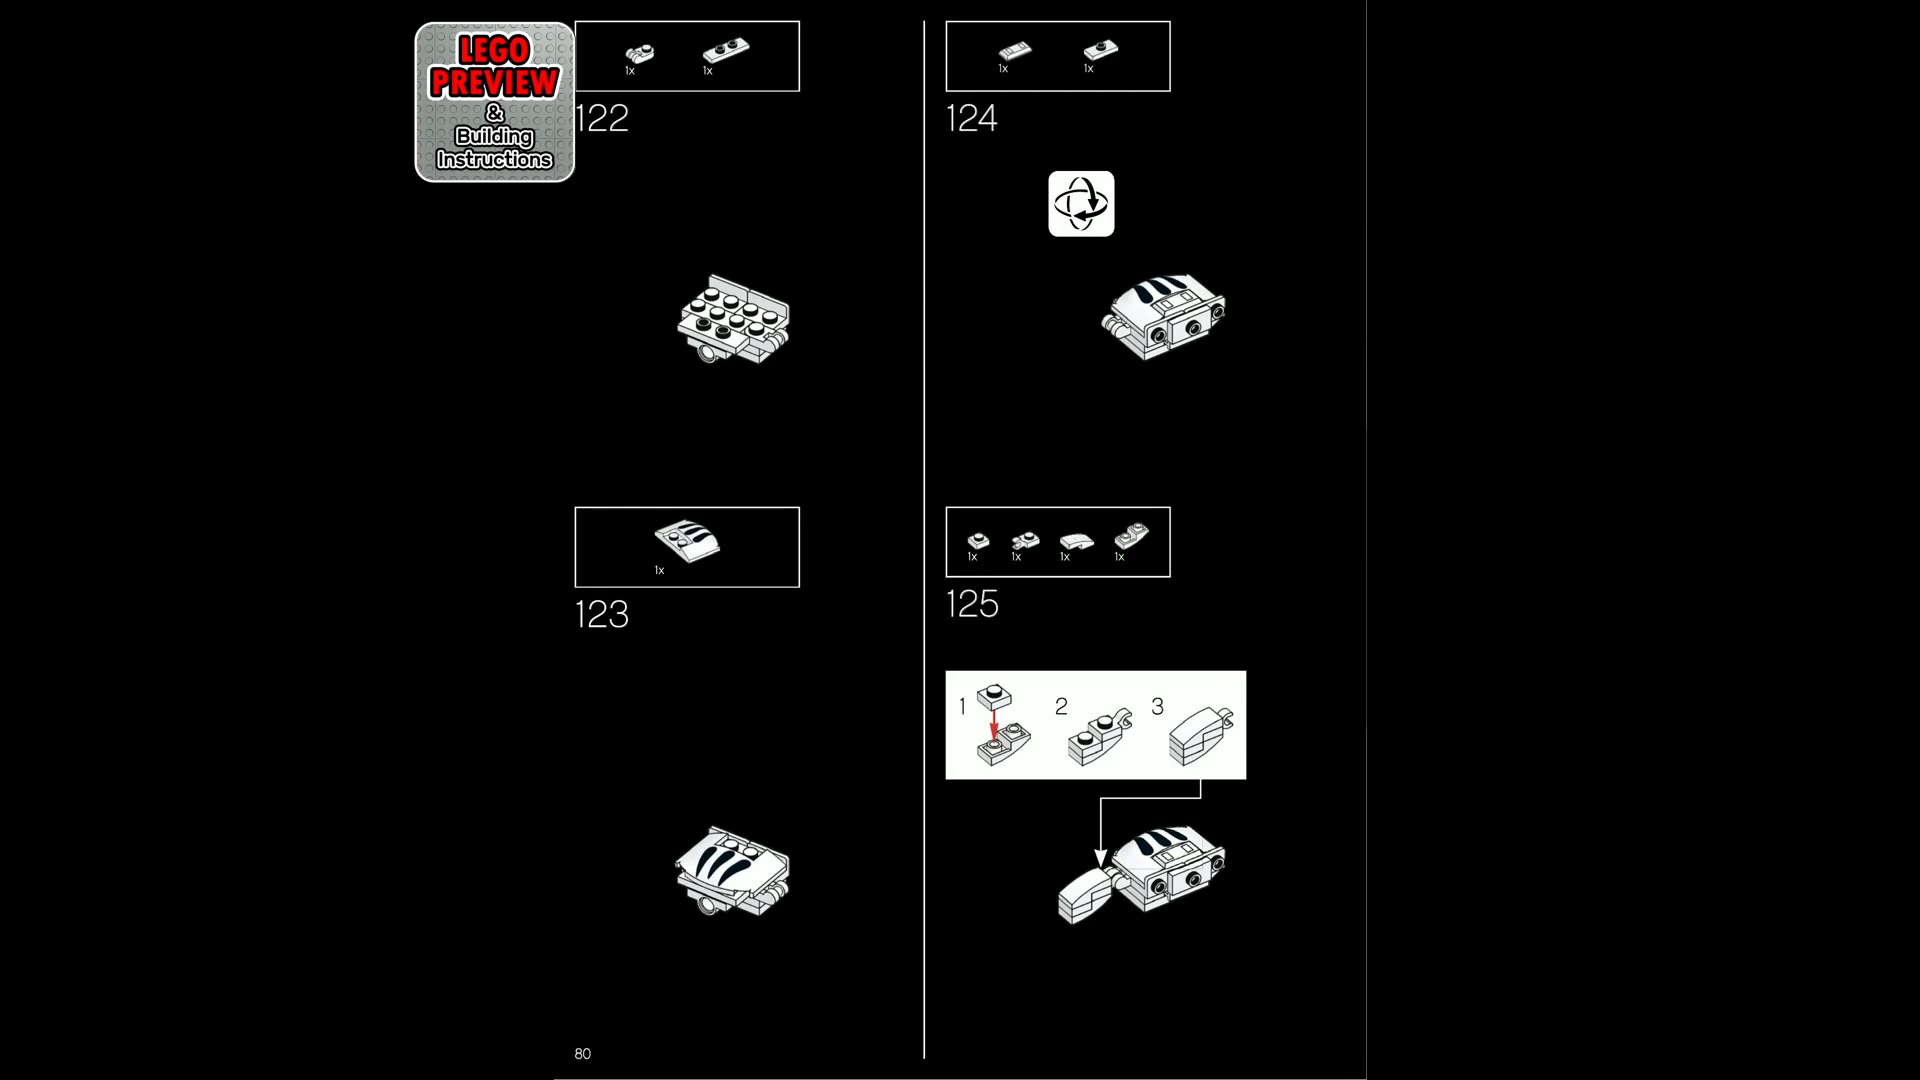 LEGO
PREVIEW
&
Building
Instructions
1x
1x
122
1x
123
1x
1x
124
1x
1x
1x
1x
125
1
2
3
80